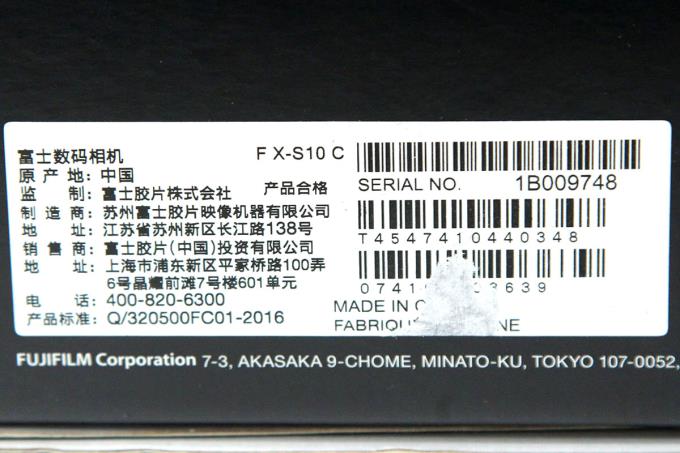 富士数码相机 F X-S10 C
原产地: 中国
监制: 富士胶片株式会社 产品合格
SERIAL NO. 1B009748
制造商: 苏州富士胶片映像机器有限公司
地址: 江苏省苏州新区长江路138号
T4547410440348
销售商: 富士胶片(中国)投资有限公司
地址: 上海市浦东新区平家桥路100弄
6号晶耀前滩7号楼601单元
电话: 400-820-6300
产品标准: Q/320500FC01-2016
MADE IN
FUJIFILM Corporation 7-3, AKASAKA 9-CHOME, MINATO-KU, TOKYO 107-0052,